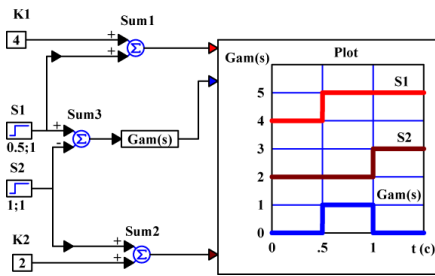 K1
4
+
+
Sum1
Σ
S1
0.5;1
+
-
Sum3
Σ
Gam(s)
S2
1;1
K2
2
+
+
Sum2
Σ
Plot
Gam(s)
5
4
3
2
1
0
S1
S2
Gam(s)
0
.5
1
t (c)